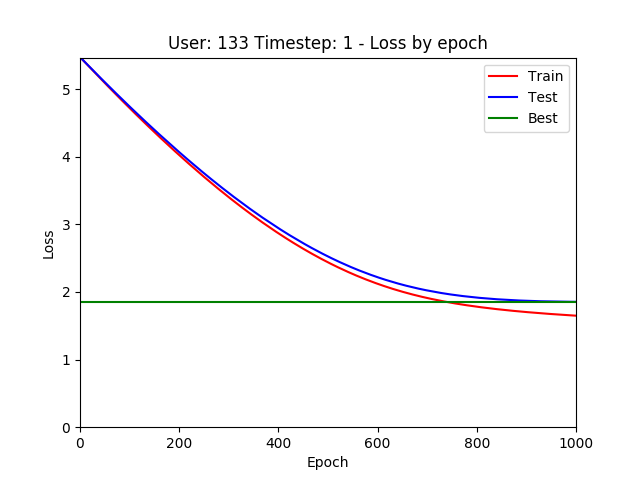 User: 133 Timestep: 1 - Loss by epoch
Train
Test
Best
Loss
5
4
3
2
1
0
0 200 400 600 800 1000
Epoch